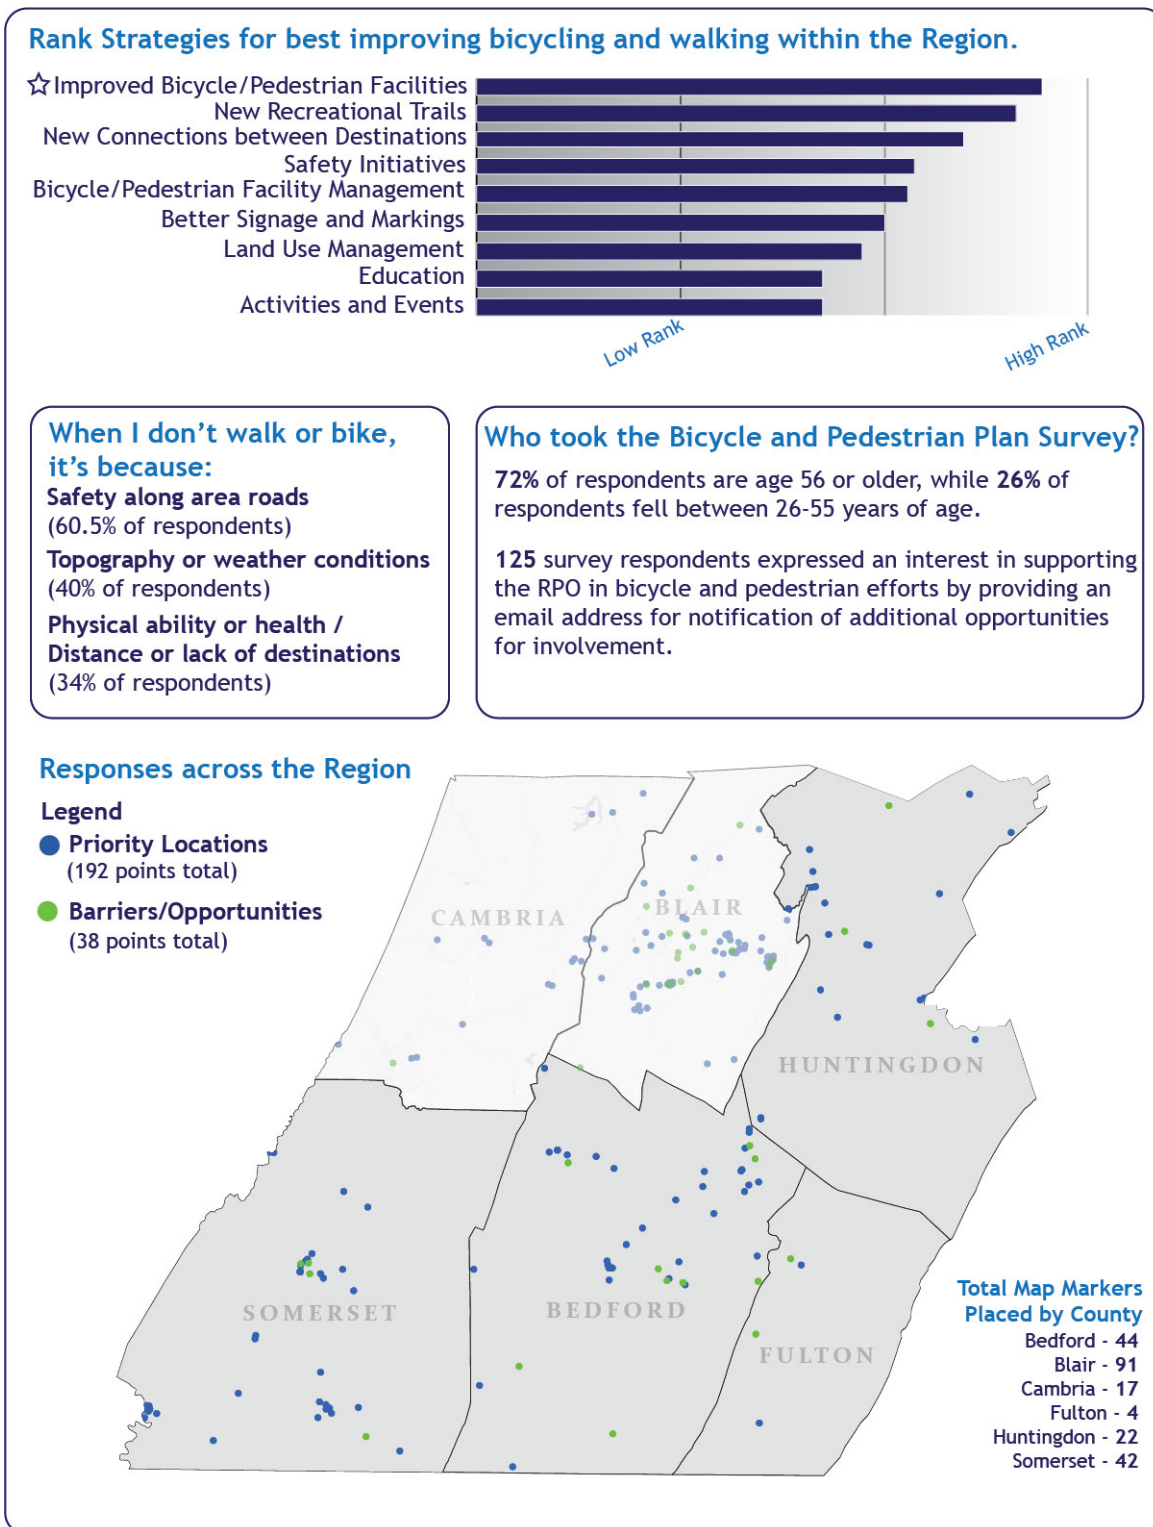 Rank Strategies for best improving bicycling and walking within the Region.
Improved Bicycle/Pedestrian Facilities
New Recreational Trails
New Connections between Destinations
Safety Initiatives
Bicycle/Pedestrian Facility Management
Better Signage and Markings
Land Use Management
Education
Activities and Events
Low Rank
High Rank
When I don't walk or bike,
it's because:
Safety along area roads
(60.5% of respondents)
Topography or weather conditions
(40% of respondents)
Physical ability or health /
Distance or lack of destinations
(34% of respondents)
Who took the Bicycle and Pedestrian Plan Survey?
72% of respondents are age 56 or older, while 26% of
respondents fell between 26-55 years of age.
125 survey respondents expressed an interest in supporting
the RPO in bicycle and pedestrian efforts by providing an
email address for notification of additional opportunities
for involvement.
Responses across the Region
Legend
Priority Locations
(192 points total)
Barriers/Opportunities
(38 points total)
CAMBRIA
BLAIR
HUNTINGDON
SOMERSET
BEDFORD
FULTON
Total Map Markers
Placed by County
Bedford - 44
Blair - 91
Cambria - 17
Fulton - 4
Huntingdon - 22
Somerset - 42